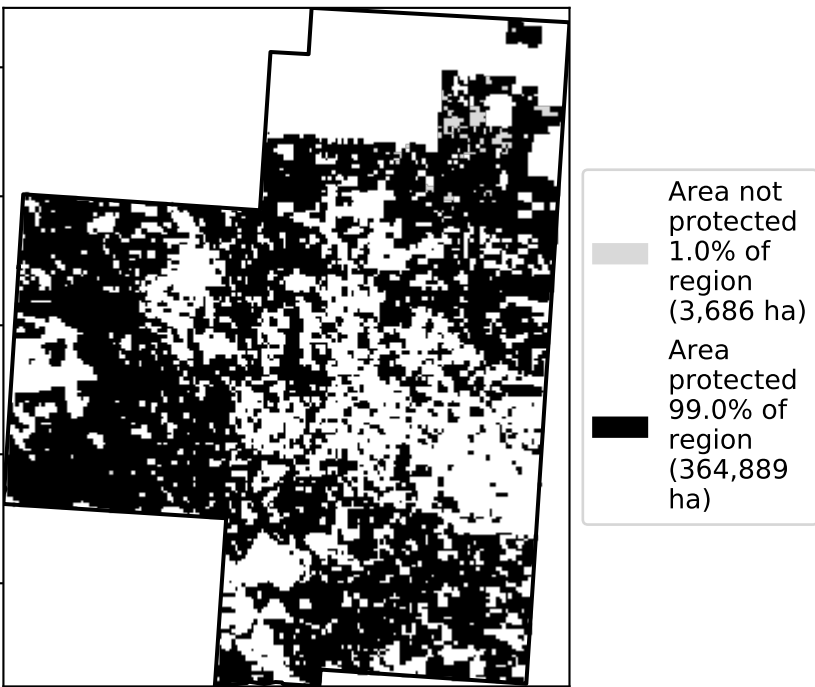 Area not
protected
1.0% of
region
(3,686 ha)
Area
protected
99.0% of
region
(364,889
ha)